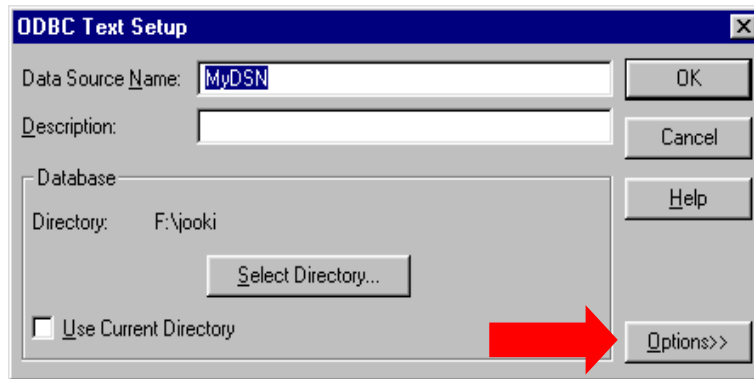 ODBC Text Setup
Data Source Name: MyDSN
OK
Description:
Cancel
Database
Help
Directory: F:\jooki
Select Directory...
Use Current Directory
Options>>